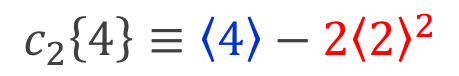 c₂{4} ≡ ⟨4⟩ − 2⟨2⟩²